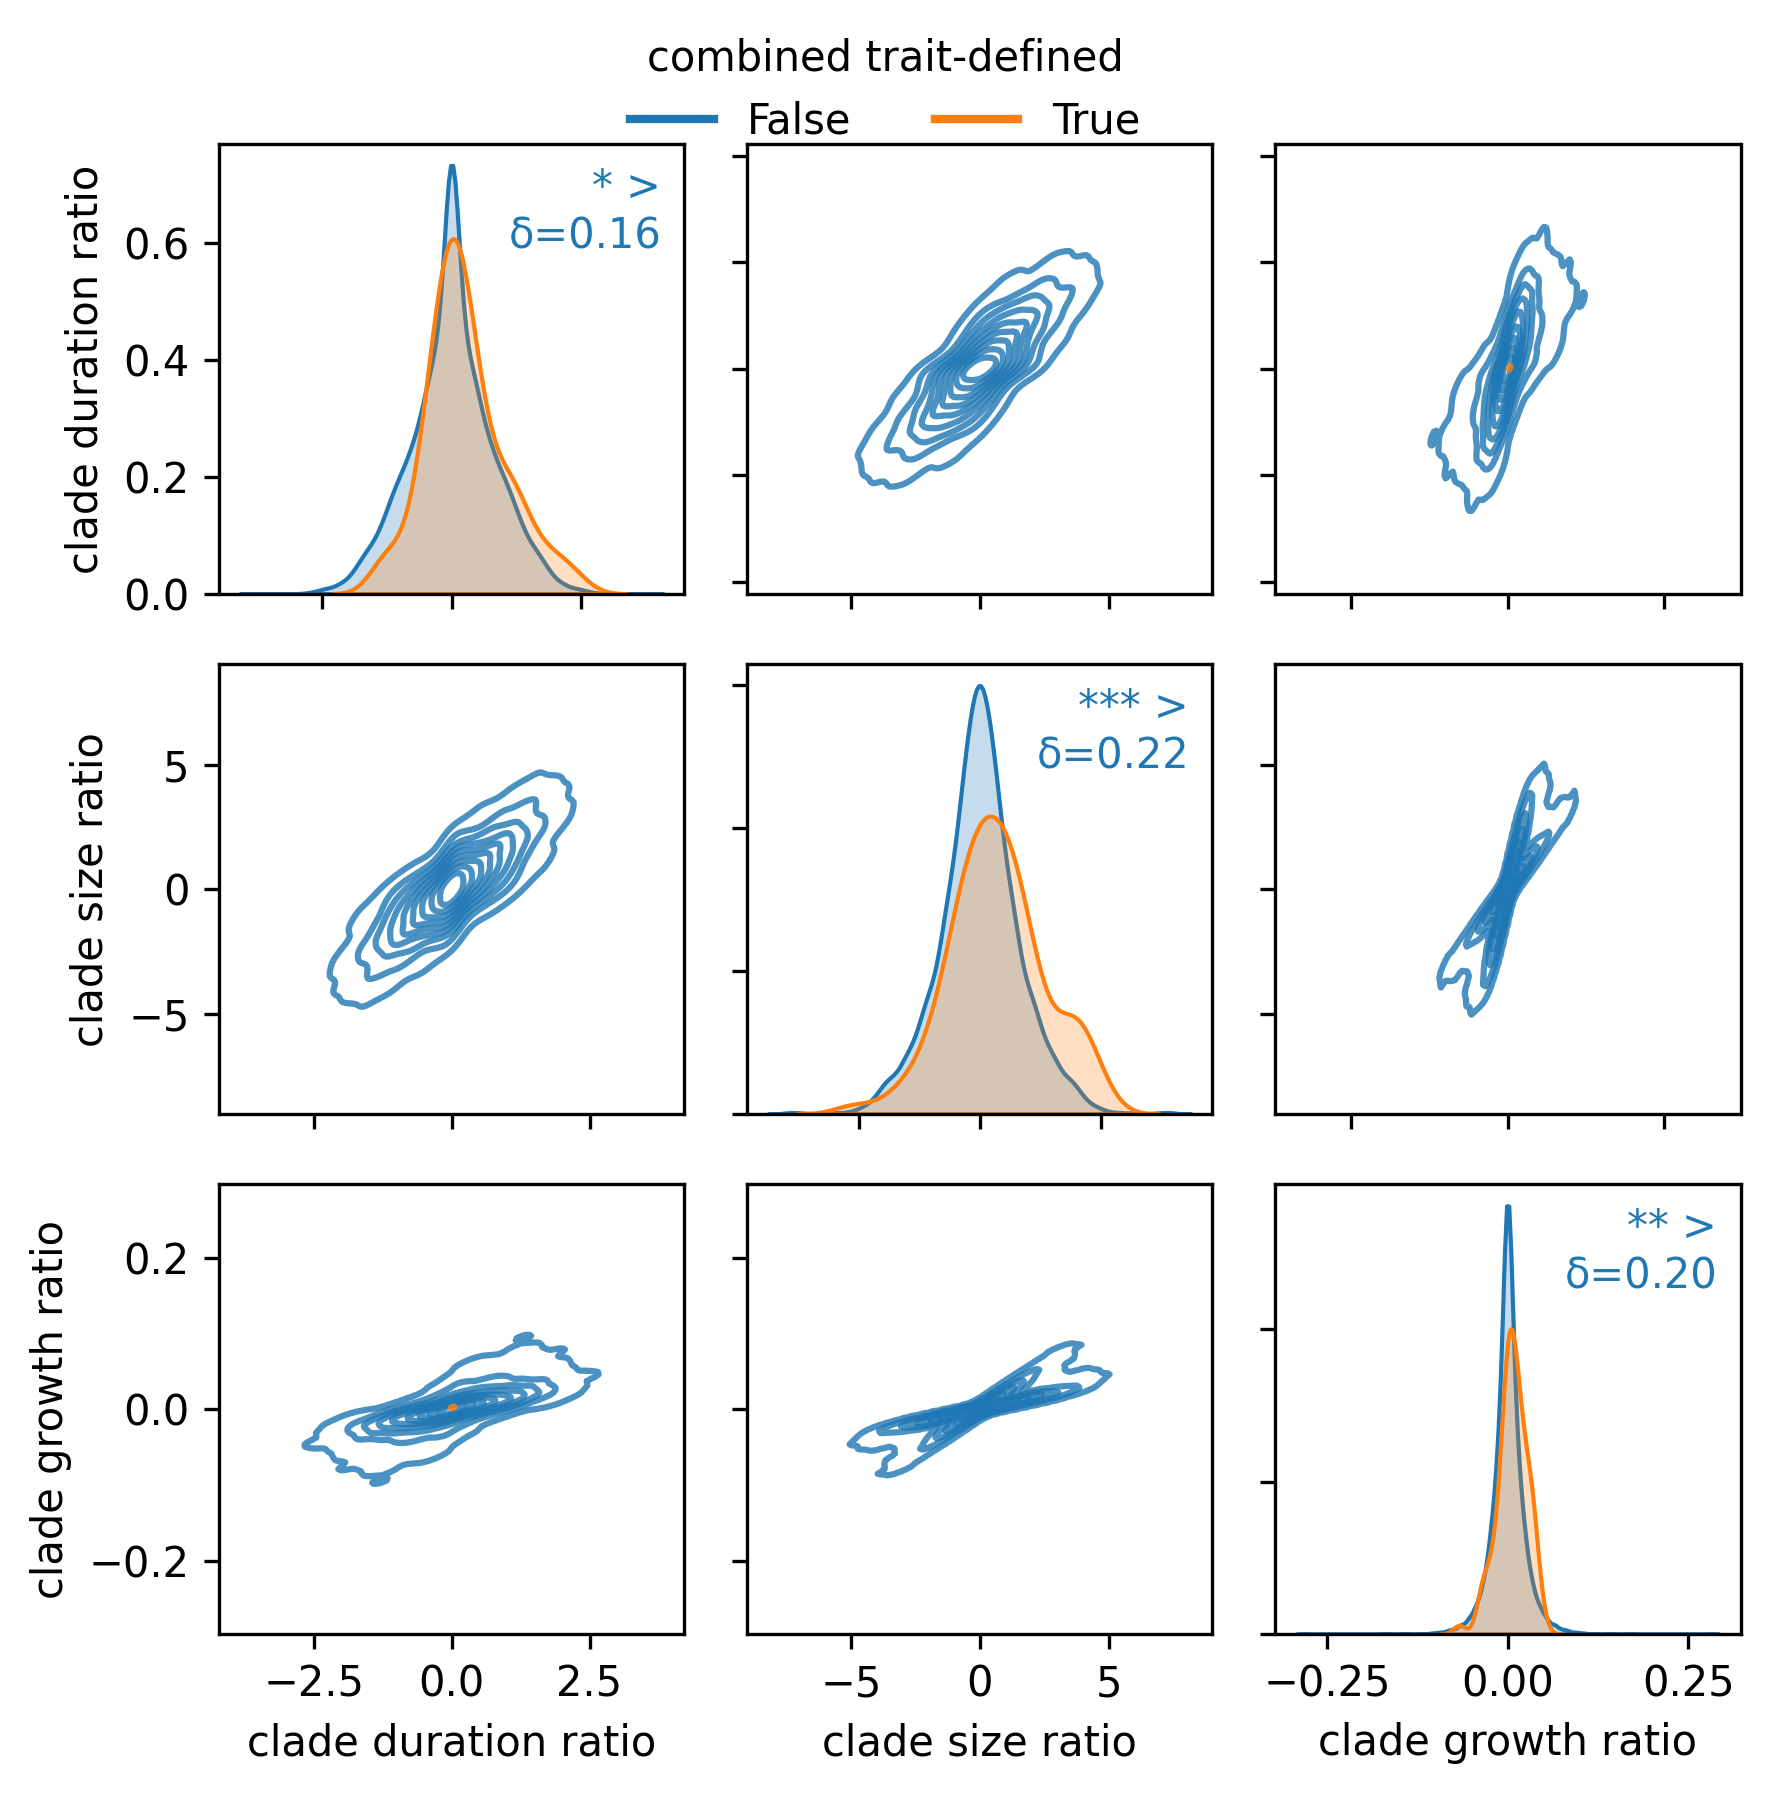 combined trait-defined
False True
clade duration ratio
0.6
0.4
0.2
0.0
* >
δ=0.16
clade size ratio
5
0
−5
*** >
δ=0.22
clade growth ratio
0.2
0.0
−0.2
** >
δ=0.20
−2.5 0.0 2.5
−5 0 5
−0.25 0.00 0.25
clade duration ratio
clade size ratio
clade growth ratio